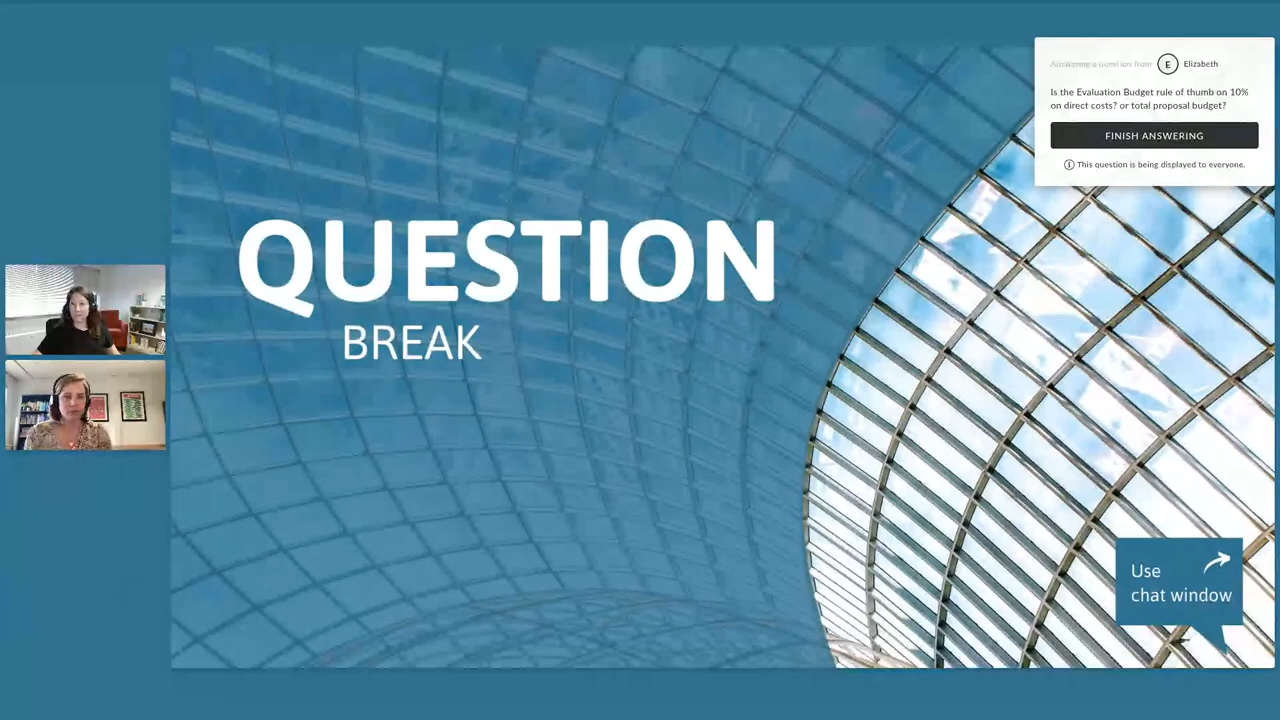 QUESTION
BREAK
Answering a question from E Elizabeth
Is the Evaluation Budget rule of thumb on 10%
on direct costs? or total proposal budget?
FINISH ANSWERING
This question is being displayed to everyone.
Use
chat window